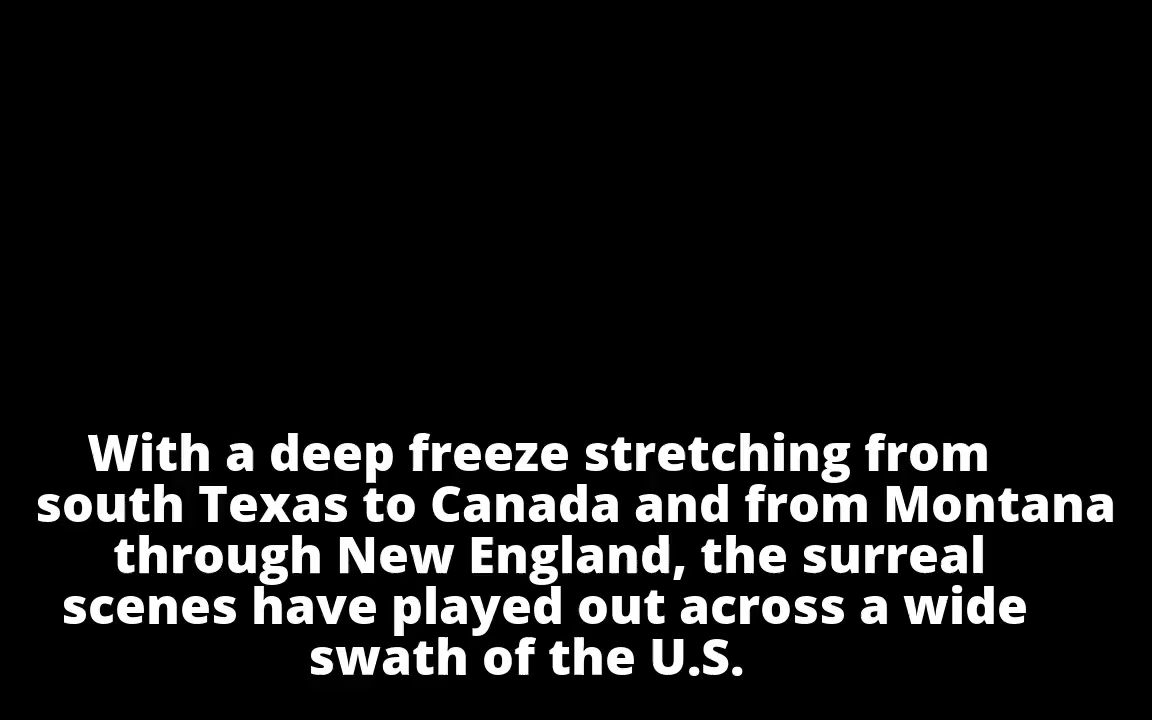 With a deep freeze stretching from
south Texas to Canada and from Montana
through New England, the surreal
scenes have played out across a wide
swath of the U.S.